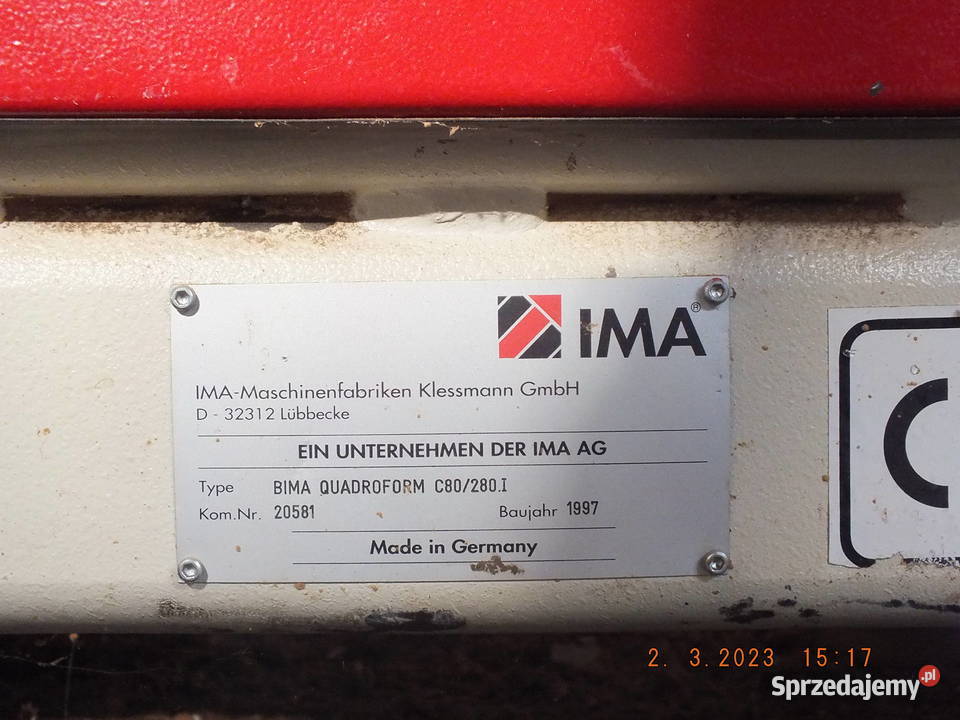 IMA®
IMA-Maschinenfabriken Klessmann GmbH
D - 32312 Lübbecke
EIN UNTERNEHMEN DER IMA AG
Type BIMA QUADROFORM C80/280.I
Kom.Nr. 20581 Baujahr 1997
Made in Germany
C
2. 3.2023 15:17
Sprzedajemy.pl